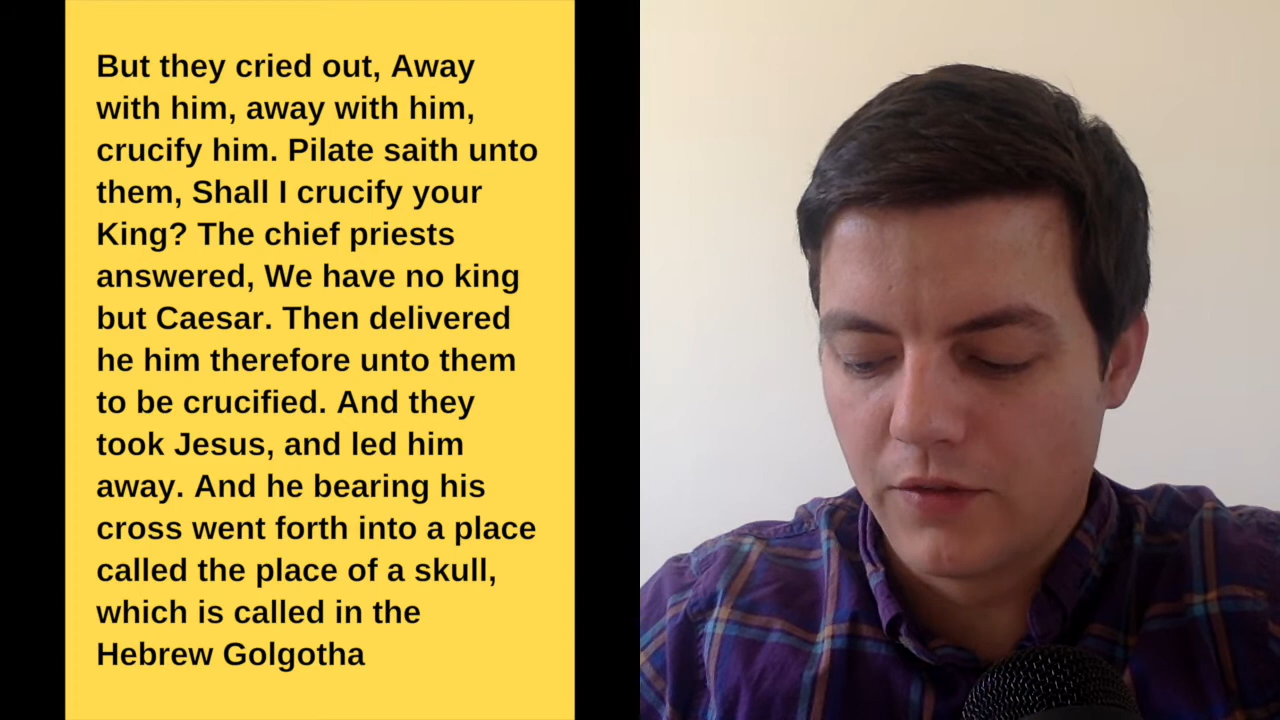 But they cried out, Away
with him, away with him,
crucify him. Pilate saith unto
them, Shall I crucify your
King? The chief priests
answered, We have no king
but Caesar. Then delivered
he him therefore unto them
to be crucified. And they
took Jesus, and led him
away. And he bearing his
cross went forth into a place
called the place of a skull,
which is called in the
Hebrew Golgotha